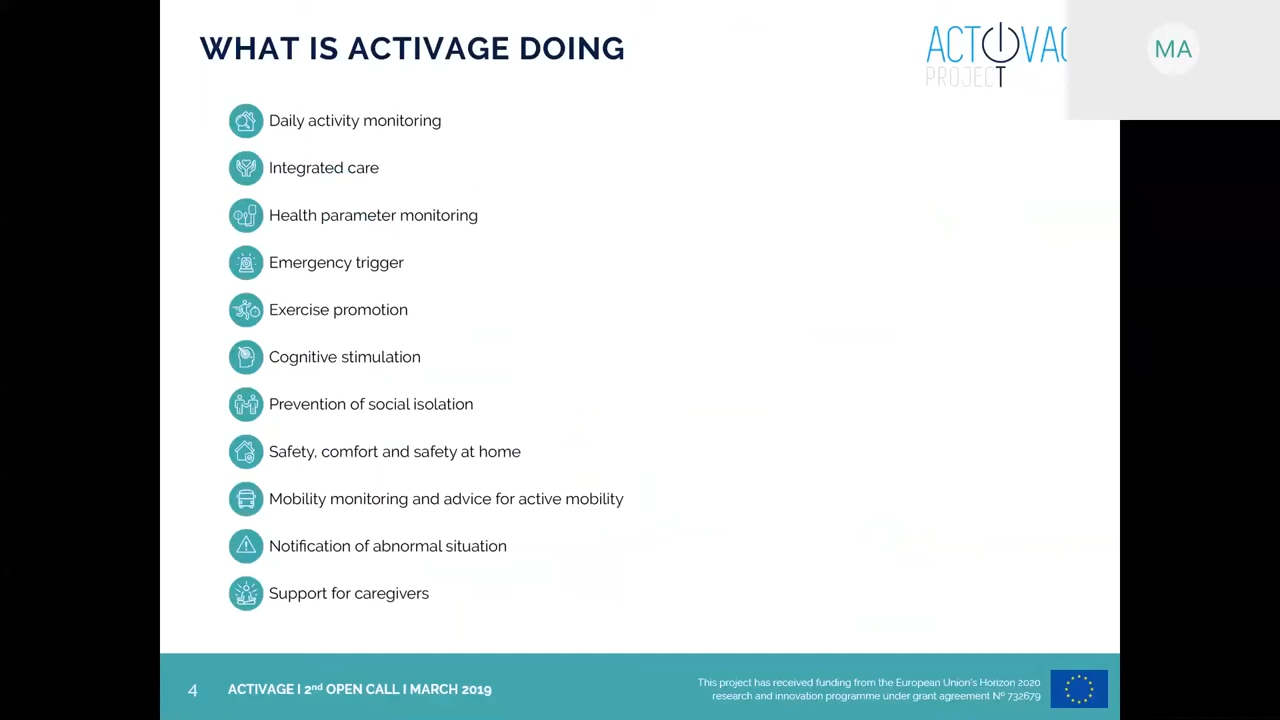 WHAT IS ACTIVAGE DOING
ACTIVAG
PROJECT
MA
Daily activity monitoring
Integrated care
Health parameter monitoring
Emergency trigger
Exercise promotion
Cognitive stimulation
Prevention of social isolation
Safety, comfort and safety at home
Mobility monitoring and advice for active mobility
Notification of abnormal situation
Support for caregivers
4
ACTIVAGE I 2nd OPEN CALL I MARCH 2019
This project has received funding from the European Union's Horizon 2020
research and innovation programme under grant agreement Nº 732679